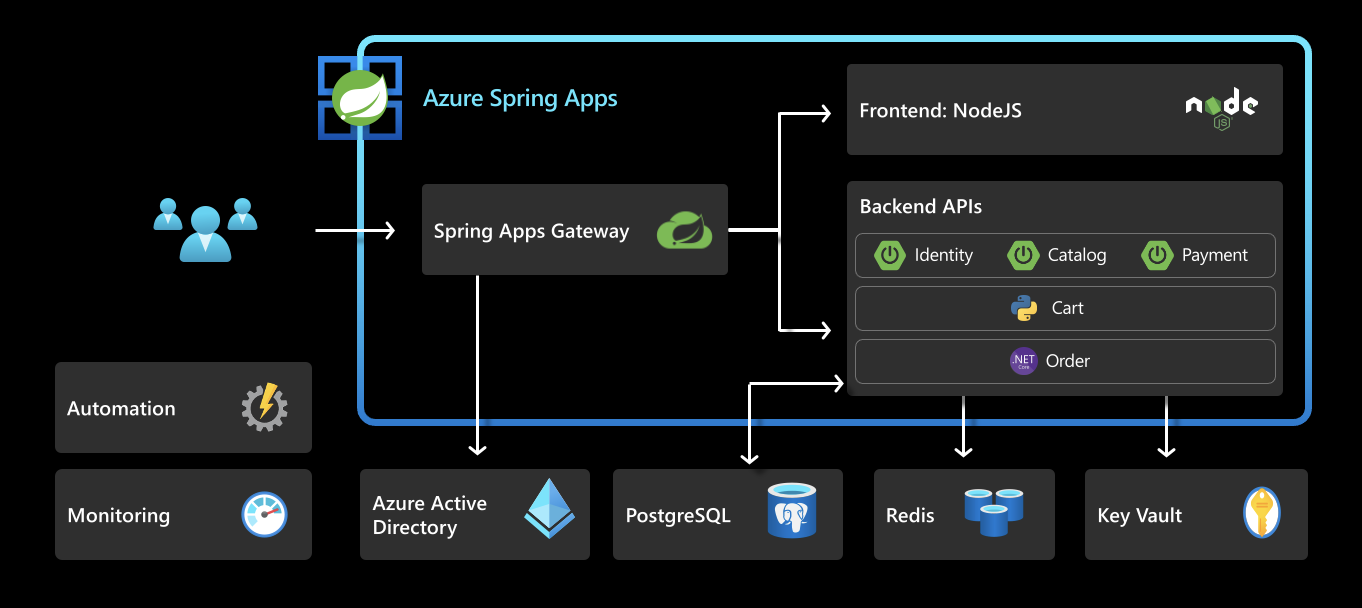 Azure Spring Apps
Frontend: NodeJS
node
JS
Spring Apps Gateway
Backend APIs
Identity
Catalog
Payment
Cart
.NET
Core
Order
Automation
Monitoring
Azure Active
Directory
PostgreSQL
Redis
Key Vault